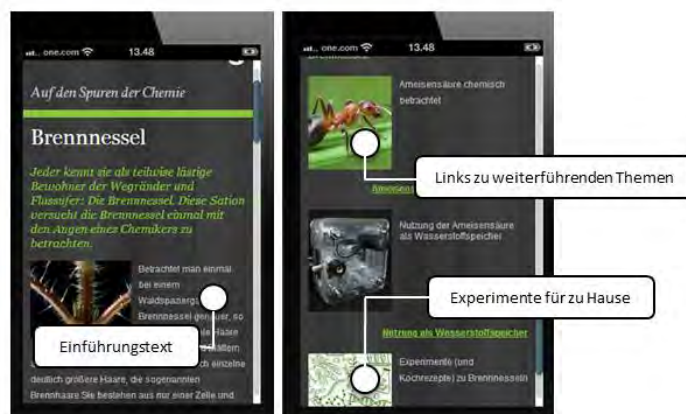 one.com 13.48
Auf den Spuren der Chemie
Brennnessel
Jeder kennt sie als teilweise lästige
Bewohner der Wegränder und
Flussufer: Die Brennnessel. Diese Sation
versucht die Brennnessel einmal mit
den Augen eines Chemikers zu
betrachten.
Betrachtet man einmal
bei einem
Brennnessel
Einführungstext
einzelne
deutlich größere Haare, die sogenannten
Brennhaare Sie bestehen aus nur einer Zelle und
one.com 13.48
Ameisensäure chemisch
betrachtet
Links zu weiterführenden Themen
Nutzung der Ameisensäure
als Wasserstoffspeicher
Experimente für zu Hause
Nutzung als Wasserstoffspeicher
Experimente (und
Kochrezepte) zu Brennnesseln